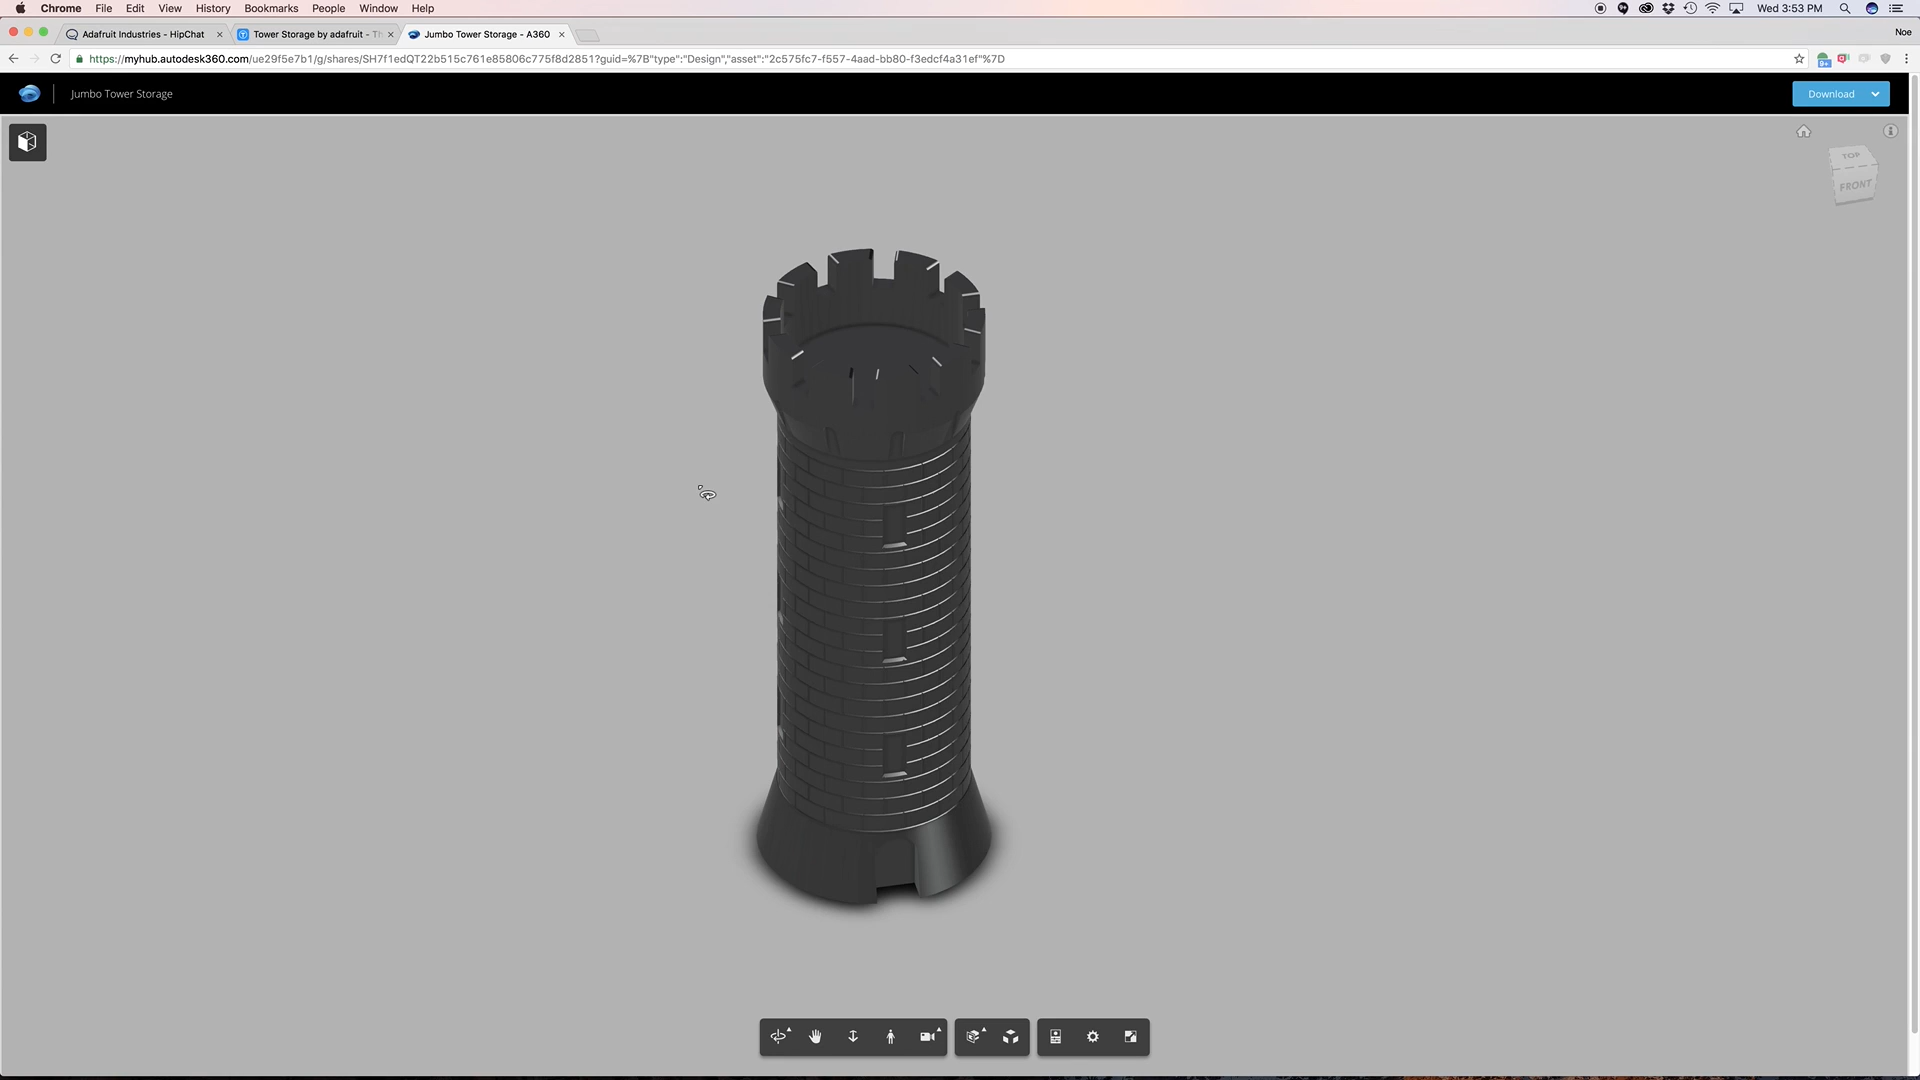 Chrome File Edit View History Bookmarks People Window Help Wed 3:53 PM
Adafruit Industries - HipChat Tower Storage by adafruit - Jumbo Tower Storage - A360 Noe
https://myhub.autodesk360.com/ue29f5e7b1/g/shares/SH7f1edQT22b515c761e85806c775f8d2851?guid=%7B"type":"Design","asset":"2c575fc7-f557-4aad-bb80-f3edcf4a31ef"%7D
9+
Jumbo Tower Storage Download
TOP
FRONT